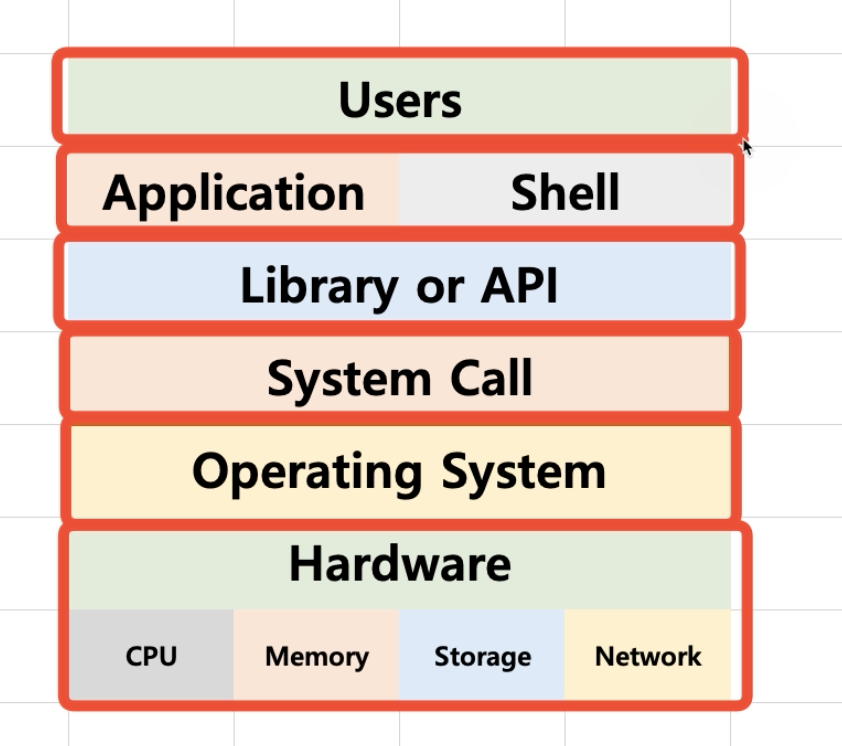 Users
Application Shell
Library or API
System Call
Operating System
Hardware
CPU Memory Storage Network